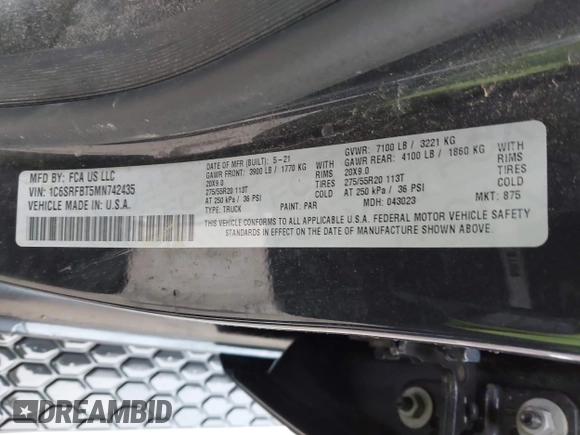 MFD BY: FCA US LLC
VIN: 1C6SRFBT5MN742435
VEHICLE MADE IN: U.S.A.
DATE OF MFR (BUILT): 5-21 GVWR: 7100 LB / 3221 KG
GAWR FRONT: 3900 LB / 1770 KG WITH GAWR REAR: 4100 LB / 1860 KG WITH
20X9.0 RIMS 20X9.0 RIMS
275/55R20 113T TIRES 275/55R20 113T TIRES
AT 250 kPa / 36 PSI COLD AT 250 kPa / 36 PSI COLD
TYPE: TRUCK PAINT: PAR MDH: 043023 MKT: 875
THIS VEHICLE CONFORMS TO ALL APPLICABLE U.S.A. FEDERAL MOTOR VEHICLE SAFETY
STANDARDS IN EFFECT ON THE DATE OF MANUFACTURE SHOWN ABOVE.
DREAMBID